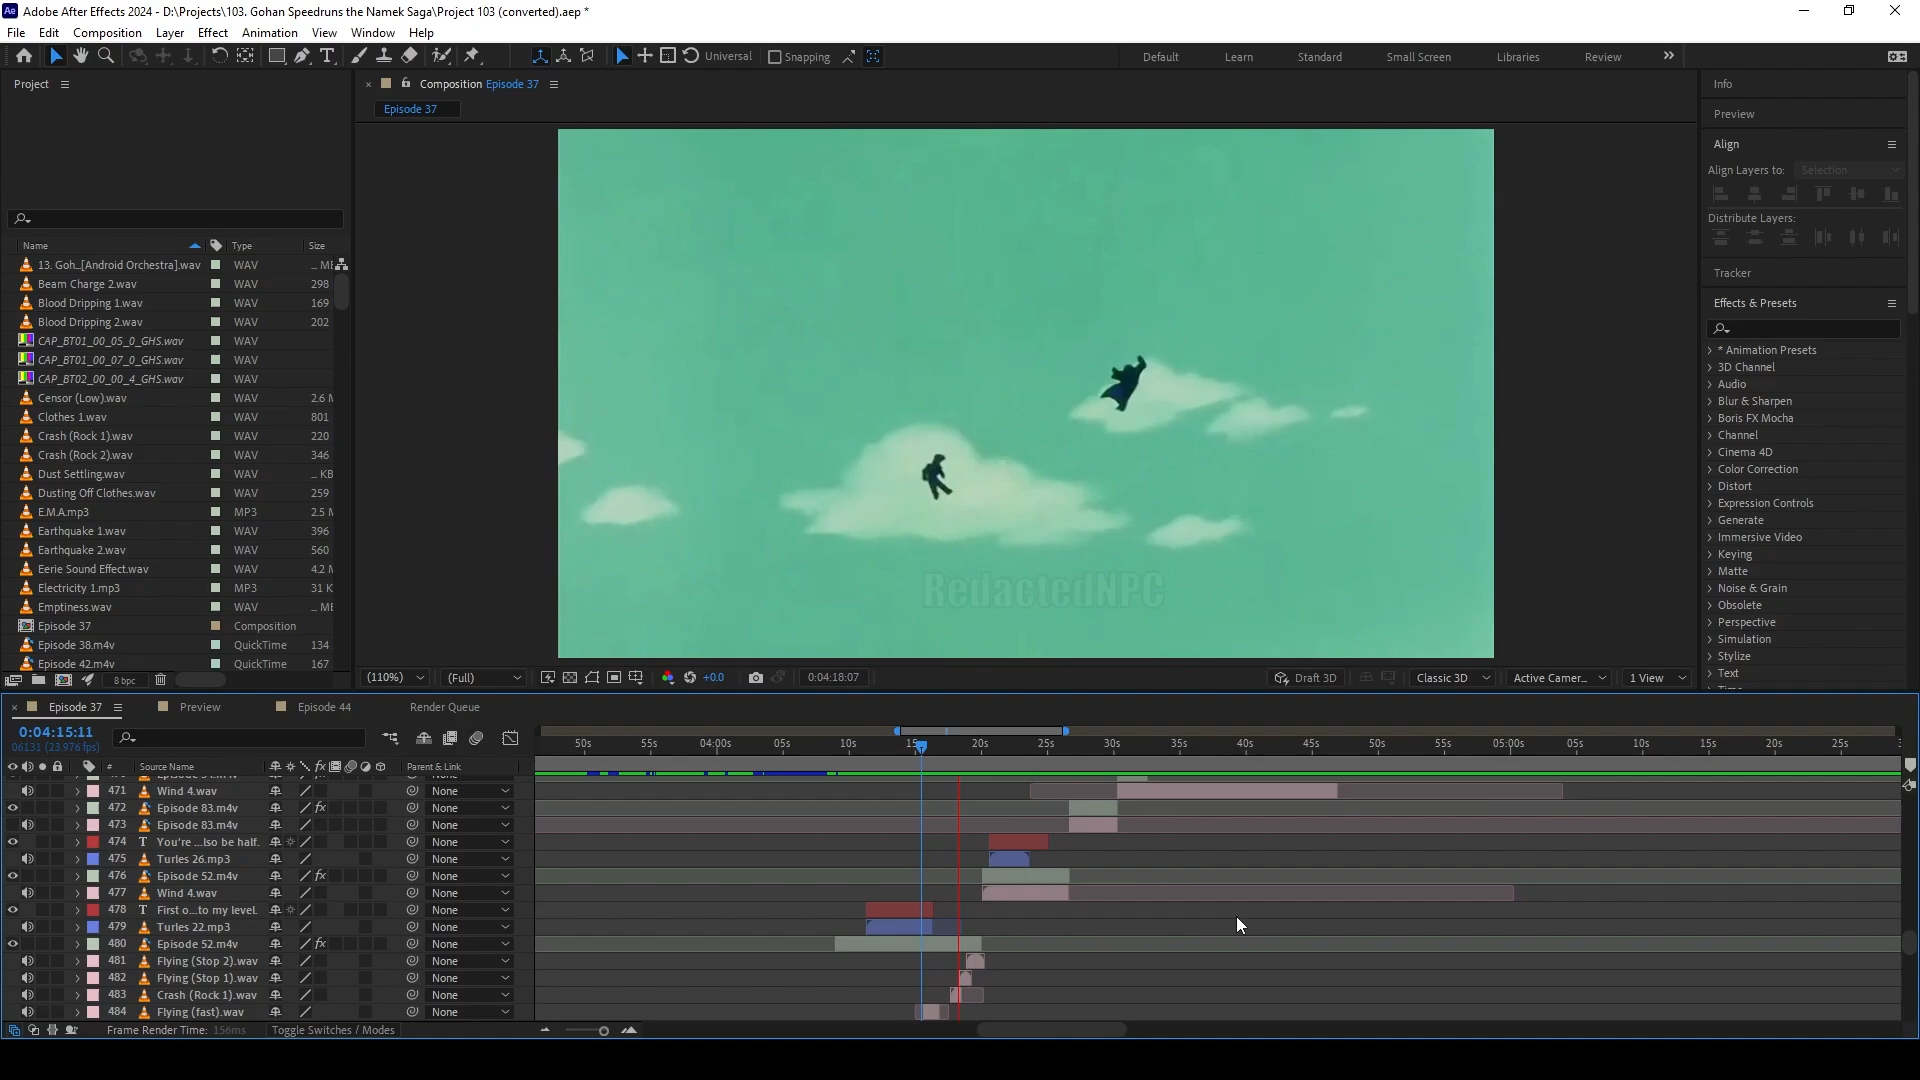 Adobe After Effects 2024 - D:\Projects\103. Gohan Speedruns the Namek Saga\Project 103 (converted).aep *
File Edit Composition Layer Effect Animation View Window Help
Universal Snapping Default Learn Standard Small Screen Libraries Review
Project
Composition Episode 37
Episode 37
Name Type Size
13. Goh...[Android Orchestra].wav WAV ... ME
Beam Charge 2.wav WAV 298
Blood Dripping 1.wav WAV 169
Blood Dripping 2.wav WAV 202
CAP_BT01_00_05_0_GHS.wav WAV
CAP_BT01_00_07_0_GHS.wav WAV
CAP_BT02_00_00_4_GHS.wav WAV
Censor (Low).wav WAV 2.6 M
Clothes 1.wav WAV 801
Crash (Rock 1).wav WAV 220
Crash (Rock 2).wav WAV 346
Dust Settling.wav WAV ... KB
Dusting Off Clothes.wav WAV 259
E.M.A.mp3 MP3 2.5 M
Earthquake 1.wav WAV 396
Earthquake 2.wav WAV 560
Eerie Sound Effect.wav WAV 4.2 M
Electricity 1.mp3 MP3 31 K
Emptiness.wav WAV ... ME
Episode 37 Composition
Episode 38.m4v QuickTime 134
Episode 42.m4v QuickTime 167
8 bpc
RedactedNPC
(110%) (Full) +0.0 0:04:18:07 Draft 3D Classic 3D Active Camer... 1 View
Info
Preview
Align
Align Layers to: Selection
Distribute Layers:
Tracker
Effects & Presets
* Animation Presets
3D Channel
Audio
Blur & Sharpen
Boris FX Mocha
Channel
Cinema 4D
Color Correction
Distort
Expression Controls
Generate
Immersive Video
Keying
Matte
Noise & Grain
Obsolete
Perspective
Simulation
Stylize
Text
Episode 37 Preview Episode 44 Render Queue
0:04:15:11
06131 (23.976 fps)
50s 55s 04:00s 05s 10s 15s 20s 25s 30s 35s 40s 45s 50s 55s 05:00s 05s 10s 15s 20s 25s
# Source Name Parent & Link
471 Wind 4.wav None
472 Episode 83.m4v None
473 Episode 83.m4v None
474 You're ...lso be half. None
475 Turles 26.mp3 None
476 Episode 52.m4v None
477 Wind 4.wav None
478 First o...to my level. None
479 Turles 22.mp3 None
480 Episode 52.m4v None
481 Flying (Stop 2).wav None
482 Flying (Stop 1).wav None
483 Crash (Rock 1).wav None
484 Flying (fast).wav None
Frame Render Time: 156ms Toggle Switches / Modes